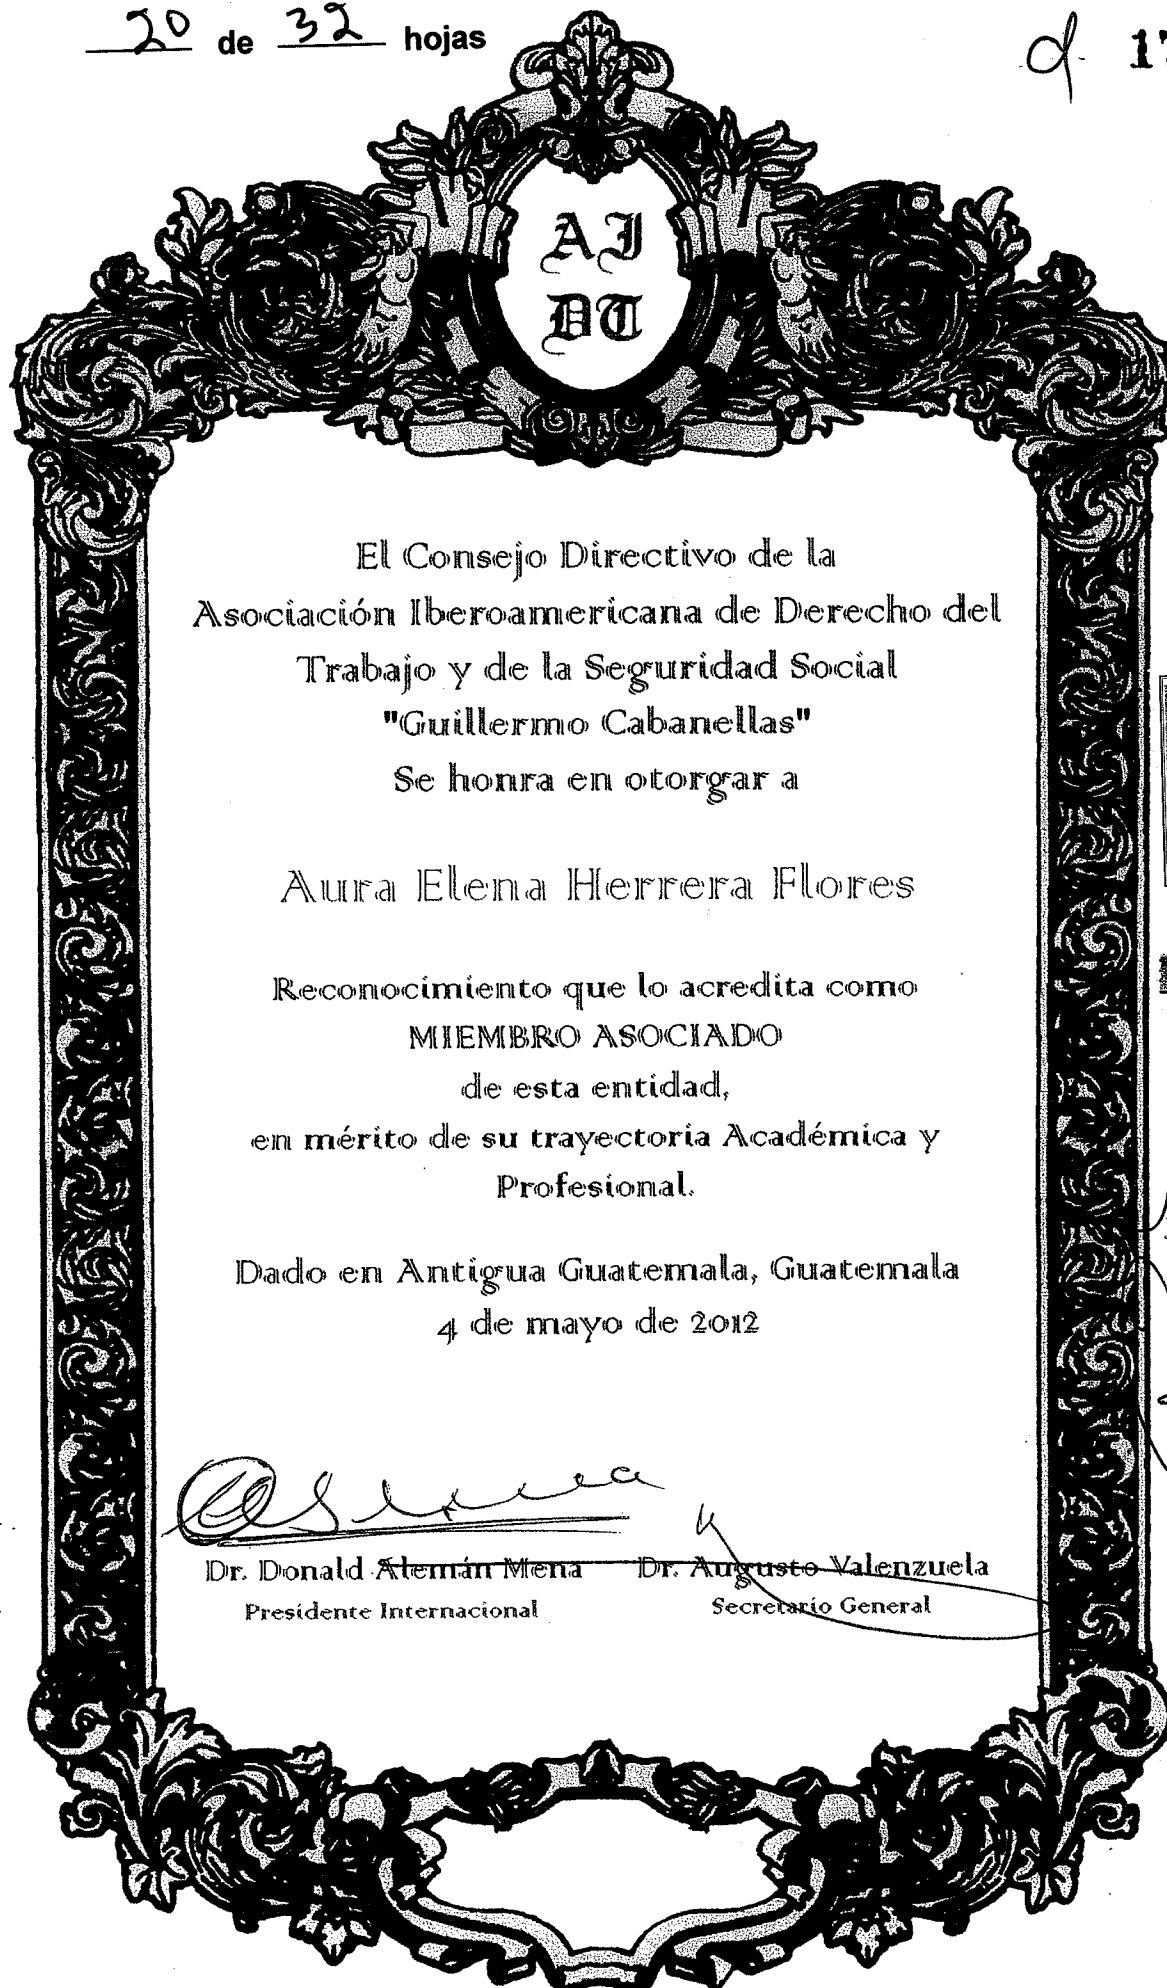 20 de 32 hojas
AI
DT
El Consejo Directivo de la
Asociación Iberoamericana de Derecho del
Trabajo y de la Seguridad Social
"Guillermo Cabanellas"
Se honra en otorgar a
Aura Elena Herrera Flores
Reconocimiento que lo acredita como
MIEMBRO ASOCIADO
de esta entidad,
en mérito de su trayectoria Académica y
Profesional.
Dado en Antigua Guatemala, Guatemala
4 de mayo de 2012
Dr. Donald Alemán Mena Dr. Augusto Valenzuela
Presidente Internacional Secretario General